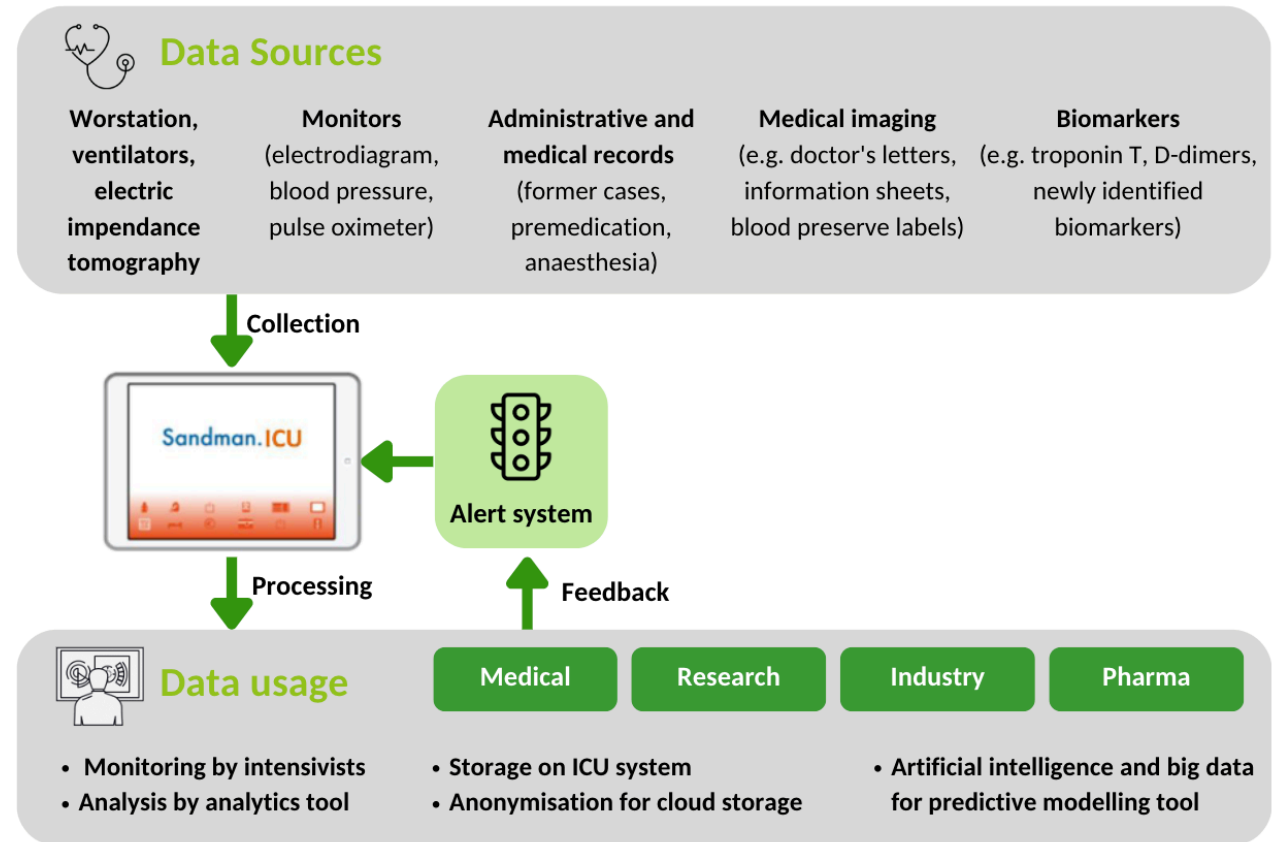 Data Sources
Worstation,
ventilators,
electric
impendance
tomography
Monitors
(electrodiagram,
blood pressure,
pulse oximeter)
Administrative and
medical records
(former cases,
premedication,
anaesthesia)
Medical imaging
(e.g. doctor's letters,
information sheets,
blood preserve labels)
Biomarkers
(e.g. troponin T, D-dimers,
newly identified
biomarkers)
Collection
Sandman.ICU
Alert system
Processing
Feedback
Data usage
Medical
Research
Industry
Pharma
• Monitoring by intensivists
• Analysis by analytics tool
• Storage on ICU system
• Anonymisation for cloud storage
• Artificial intelligence and big data
for predictive modelling tool